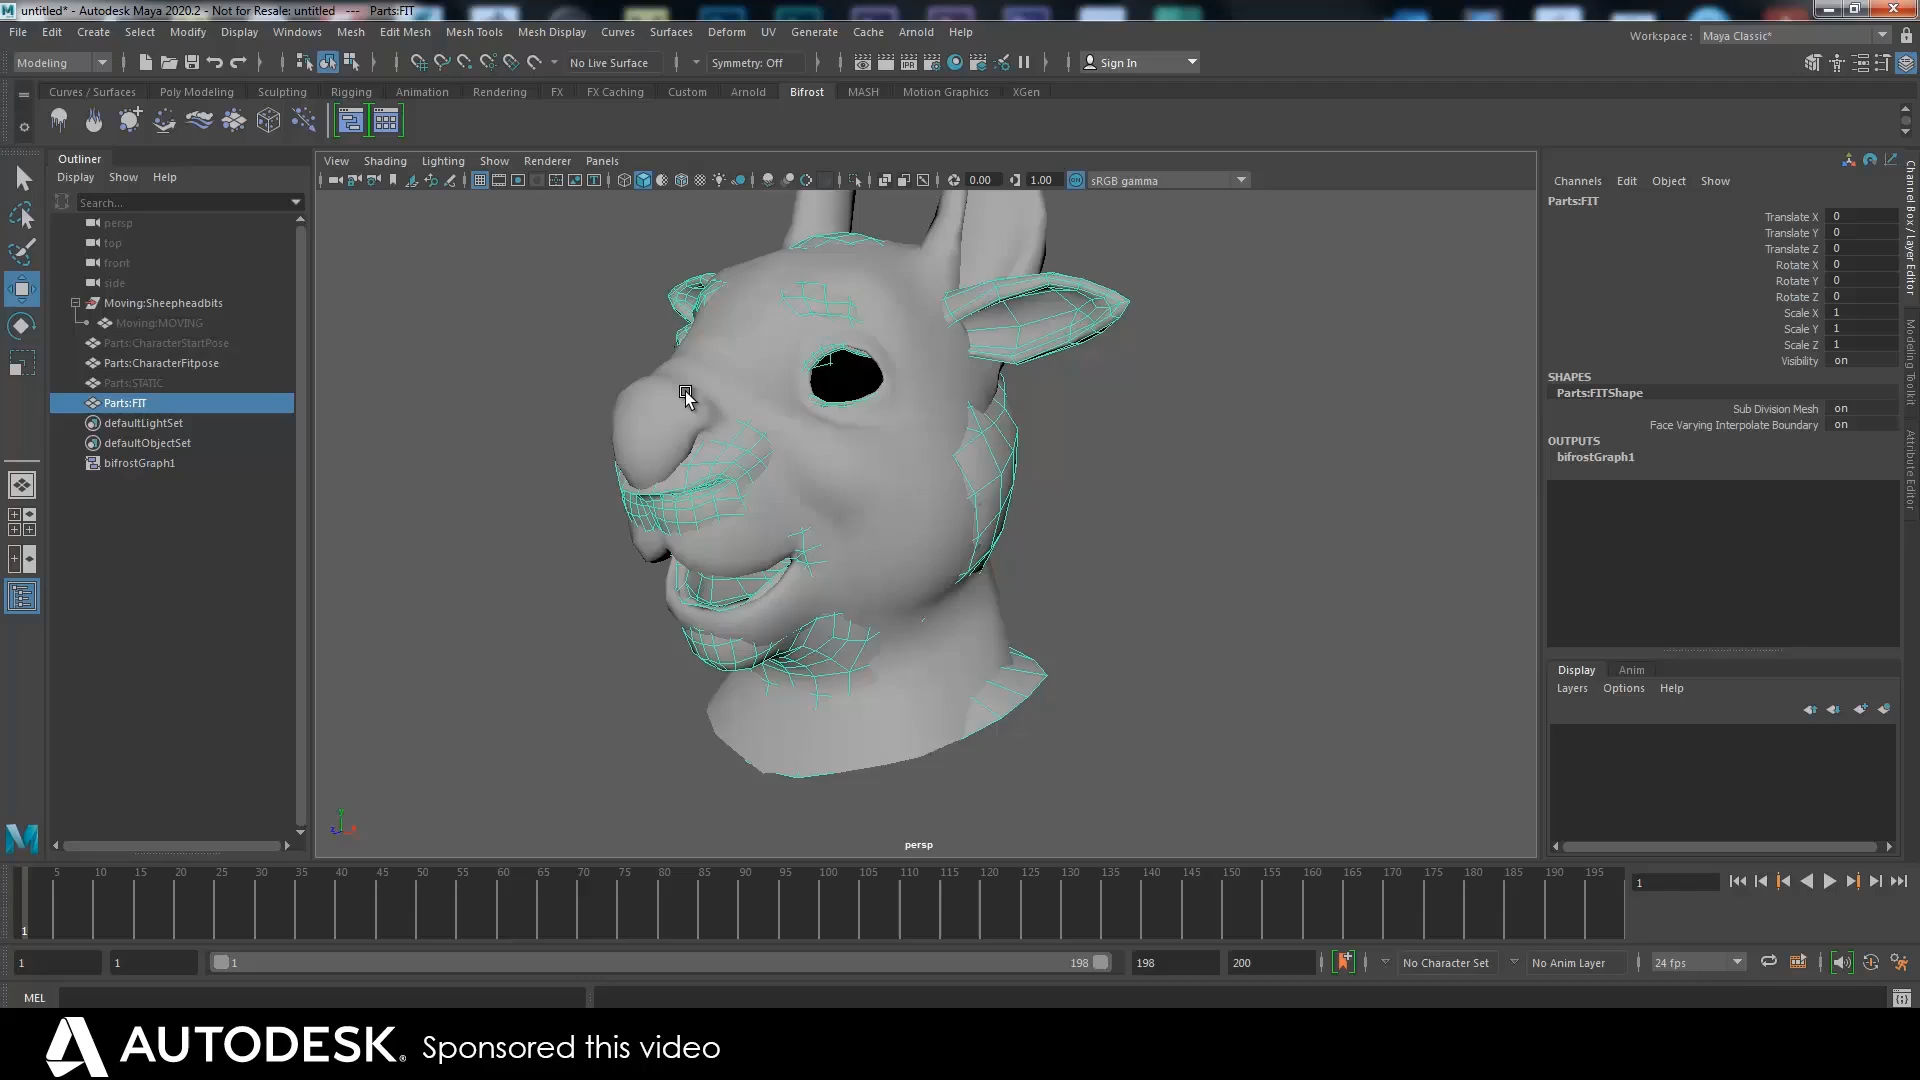 untitled* - Autodesk Maya 2020.2 - Not for Resale: untitled --- Parts:FIT
File Edit Create Select Modify Display Windows Mesh Edit Mesh Mesh Tools Mesh Display Curves Surfaces Deform UV Generate Cache Arnold Help
Workspace : Maya Classic*
Modeling No Live Surface Symmetry: Off Sign In
Curves / Surfaces Poly Modeling Sculpting Rigging Animation Rendering FX FX Caching Custom Arnold Bifrost MASH Motion Graphics XGen
Outliner
Display Show Help
Search...
persp
top
front
side
Moving:Sheepheadbits
Moving:MOVING
Parts:CharacterStartPose
Parts:CharacterFitpose
Parts:STATIC
Parts:FIT
defaultLightSet
defaultObjectSet
bifrostGraph1
View Shading Lighting Show Renderer Panels
0.00 1.00 sRGB gamma
persp
Channels Edit Object Show
Parts:FIT
Translate X 0
Translate Y 0
Translate Z 0
Rotate X 0
Rotate Y 0
Rotate Z 0
Scale X 1
Scale Y 1
Scale Z 1
Visibility on
SHAPES
Parts:FITShape
Sub Division Mesh on
Face Varying Interpolate Boundary on
OUTPUTS
bifrostGraph1
Display Anim
Layers Options Help
Channel Box / Layer Editor
Modeling Toolkit
Attribute Editor
5 10 15 20 25 30 35 40 45 50 55 60 65 70 75 80 85 90 95 100 105 110 115 120 125 130 135 140 145 150 155 160 165 170 175 180 185 190 195
1
1
1 1 1 198 198 200 No Character Set No Anim Layer 24 fps
MEL
AUTODESK. Sponsored this video